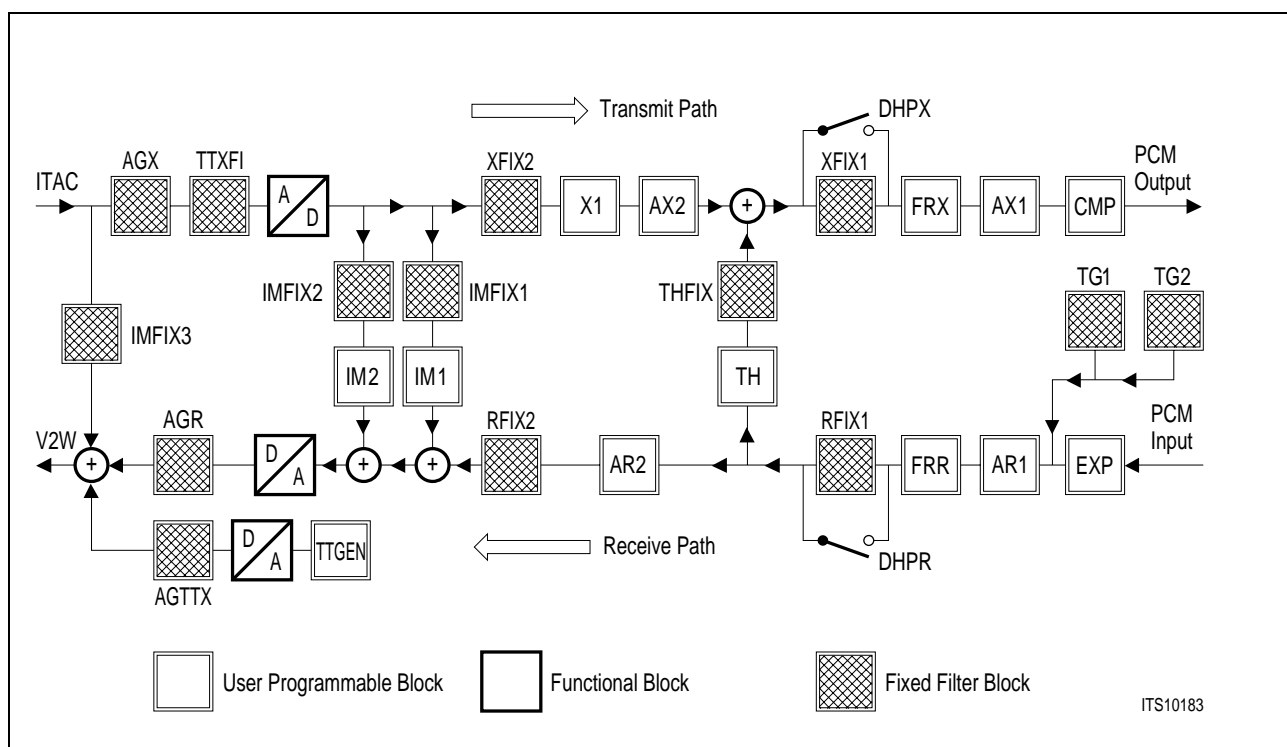 Transmit Path
DHPX
AGX
TTXFI
XFIX2
XFIX1
PCM
Output
ITAC
A
D
X1
AX2
+
FRX
AX1
CMP
IMFIX2
IMFIX1
THFIX
TG1
TG2
IMFIX3
IM2
IM1
TH
PCM
Input
AGR
RFIX2
RFIX1
V2W
+
D
A
+
+
AR2
FRR
AR1
EXP
D
A
TTGEN
AGTTX
Receive Path
DHPR
User Programmable Block
Functional Block
Fixed Filter Block
ITS10183